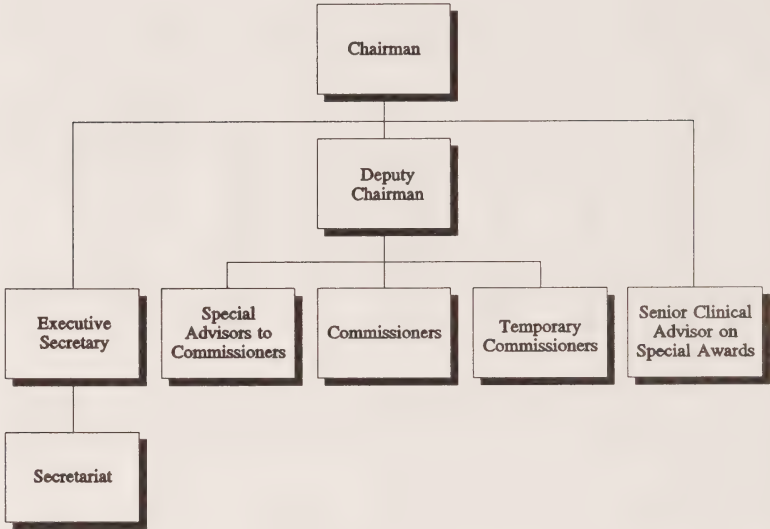 Chairman
Deputy
Chairman
Executive
Secretary
Special
Advisors to
Commissioners
Commissioners
Temporary
Commissioners
Senior Clinical
Advisor on
Special Awards
Secretariat